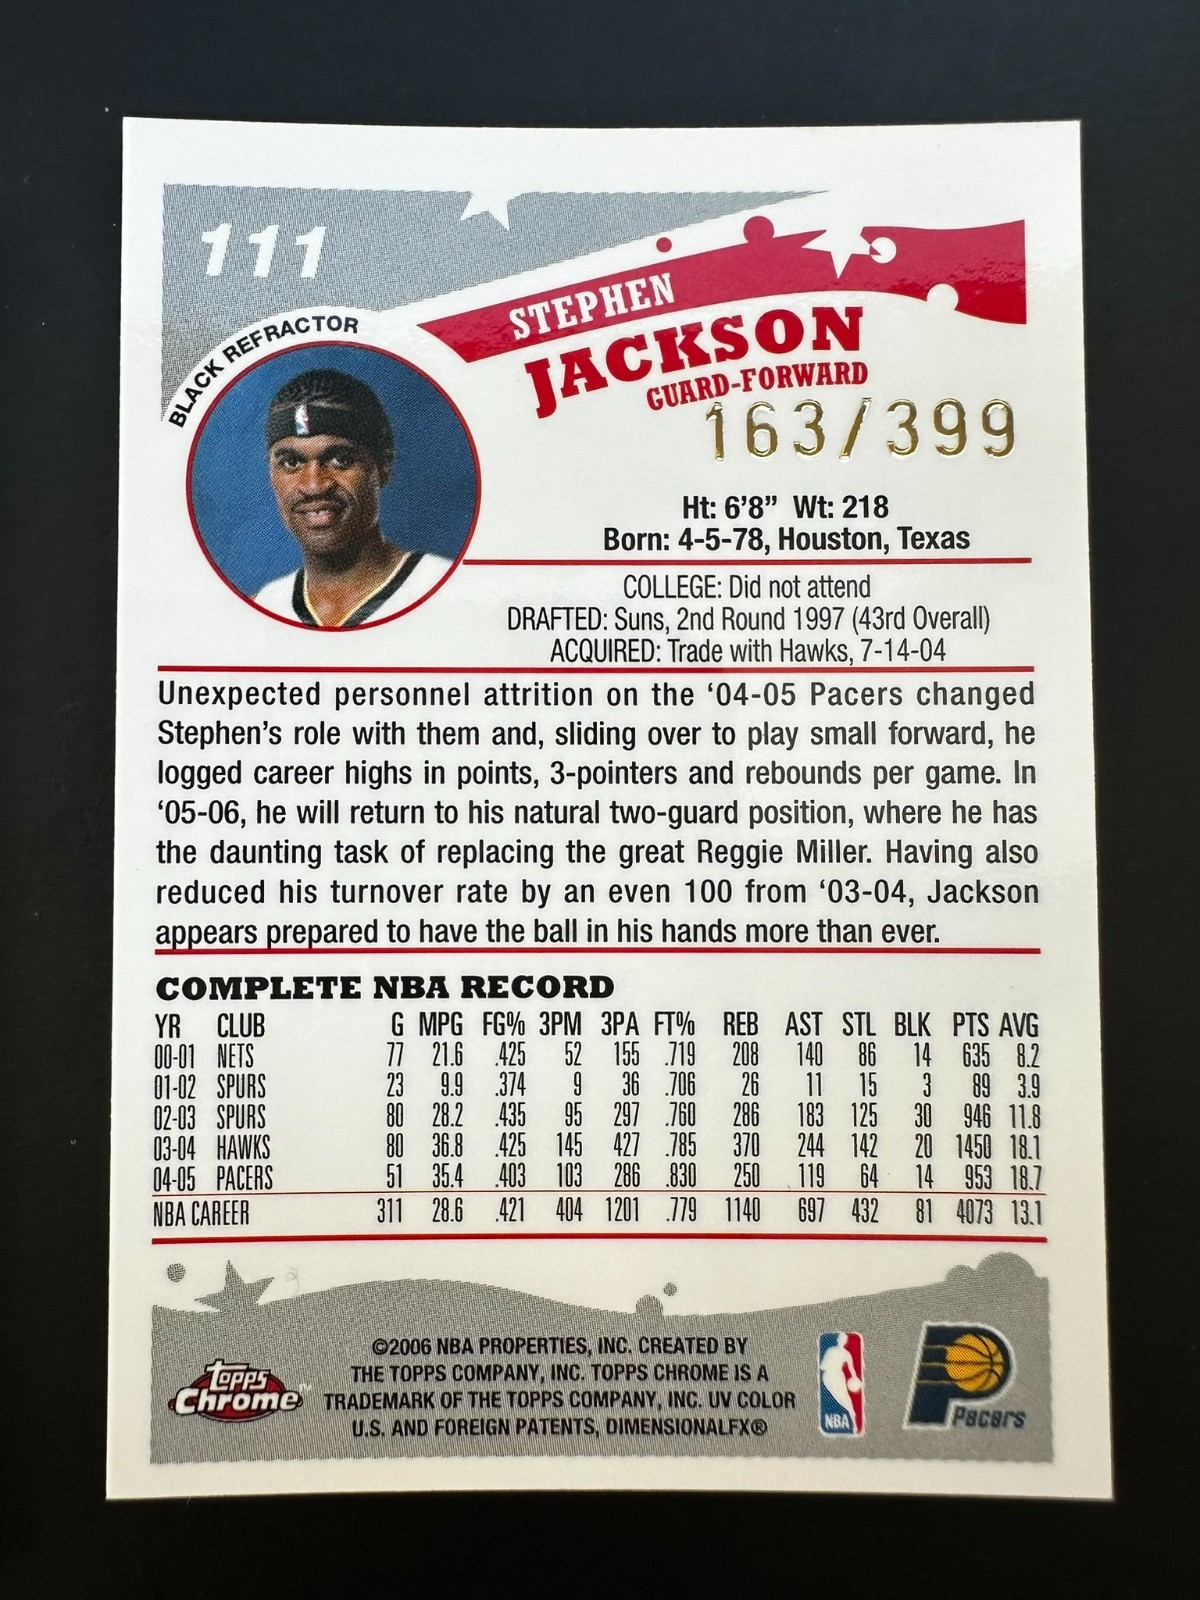 111
BLACK REFRACTOR
STEPHEN
JACKSON
GUARD-FORWARD
163/399
Ht: 6'8” Wt: 218
Born: 4-5-78, Houston, Texas
COLLEGE: Did not attend
DRAFTED: Suns, 2nd Round 1997 (43rd Overall)
ACQUIRED: Trade with Hawks, 7-14-04
Unexpected personnel attrition on the ‘04-05 Pacers changed
Stephen’s role with them and, sliding over to play small forward, he
logged career highs in points, 3-pointers and rebounds per game. In
‘05-06, he will return to his natural two-guard position, where he has
the daunting task of replacing the great Reggie Miller. Having also
reduced his turnover rate by an even 100 from ‘03-04, Jackson
appears prepared to have the ball in his hands more than ever.
COMPLETE NBA RECORD
YR CLUB G MPG FG% 3PM 3PA FT% REB AST STL BLK PTS AVG
00-01 NETS 77 21.6 .425 52 155 .719 208 140 86 14 635 8.2
01-02 SPURS 23 9.9 .374 9 36 .706 26 11 15 3 89 3.9
02-03 SPURS 80 28.2 .435 95 297 .760 286 183 125 30 946 11.8
03-04 HAWKS 80 36.8 .425 145 427 .785 370 244 142 20 1450 18.1
04-05 PACERS 51 35.4 .403 103 286 .830 250 119 64 14 953 18.7
NBA CAREER 311 28.6 .421 404 1201 .779 1140 697 432 81 4073 13.1
©2006 NBA PROPERTIES, INC. CREATED BY
THE TOPPS COMPANY, INC. TOPPS CHROME IS A
TRADEMARK OF THE TOPPS COMPANY, INC. UV COLOR
U.S. AND FOREIGN PATENTS, DIMENSIONALFX®
Topps
Chrome™
NBA
Pacers